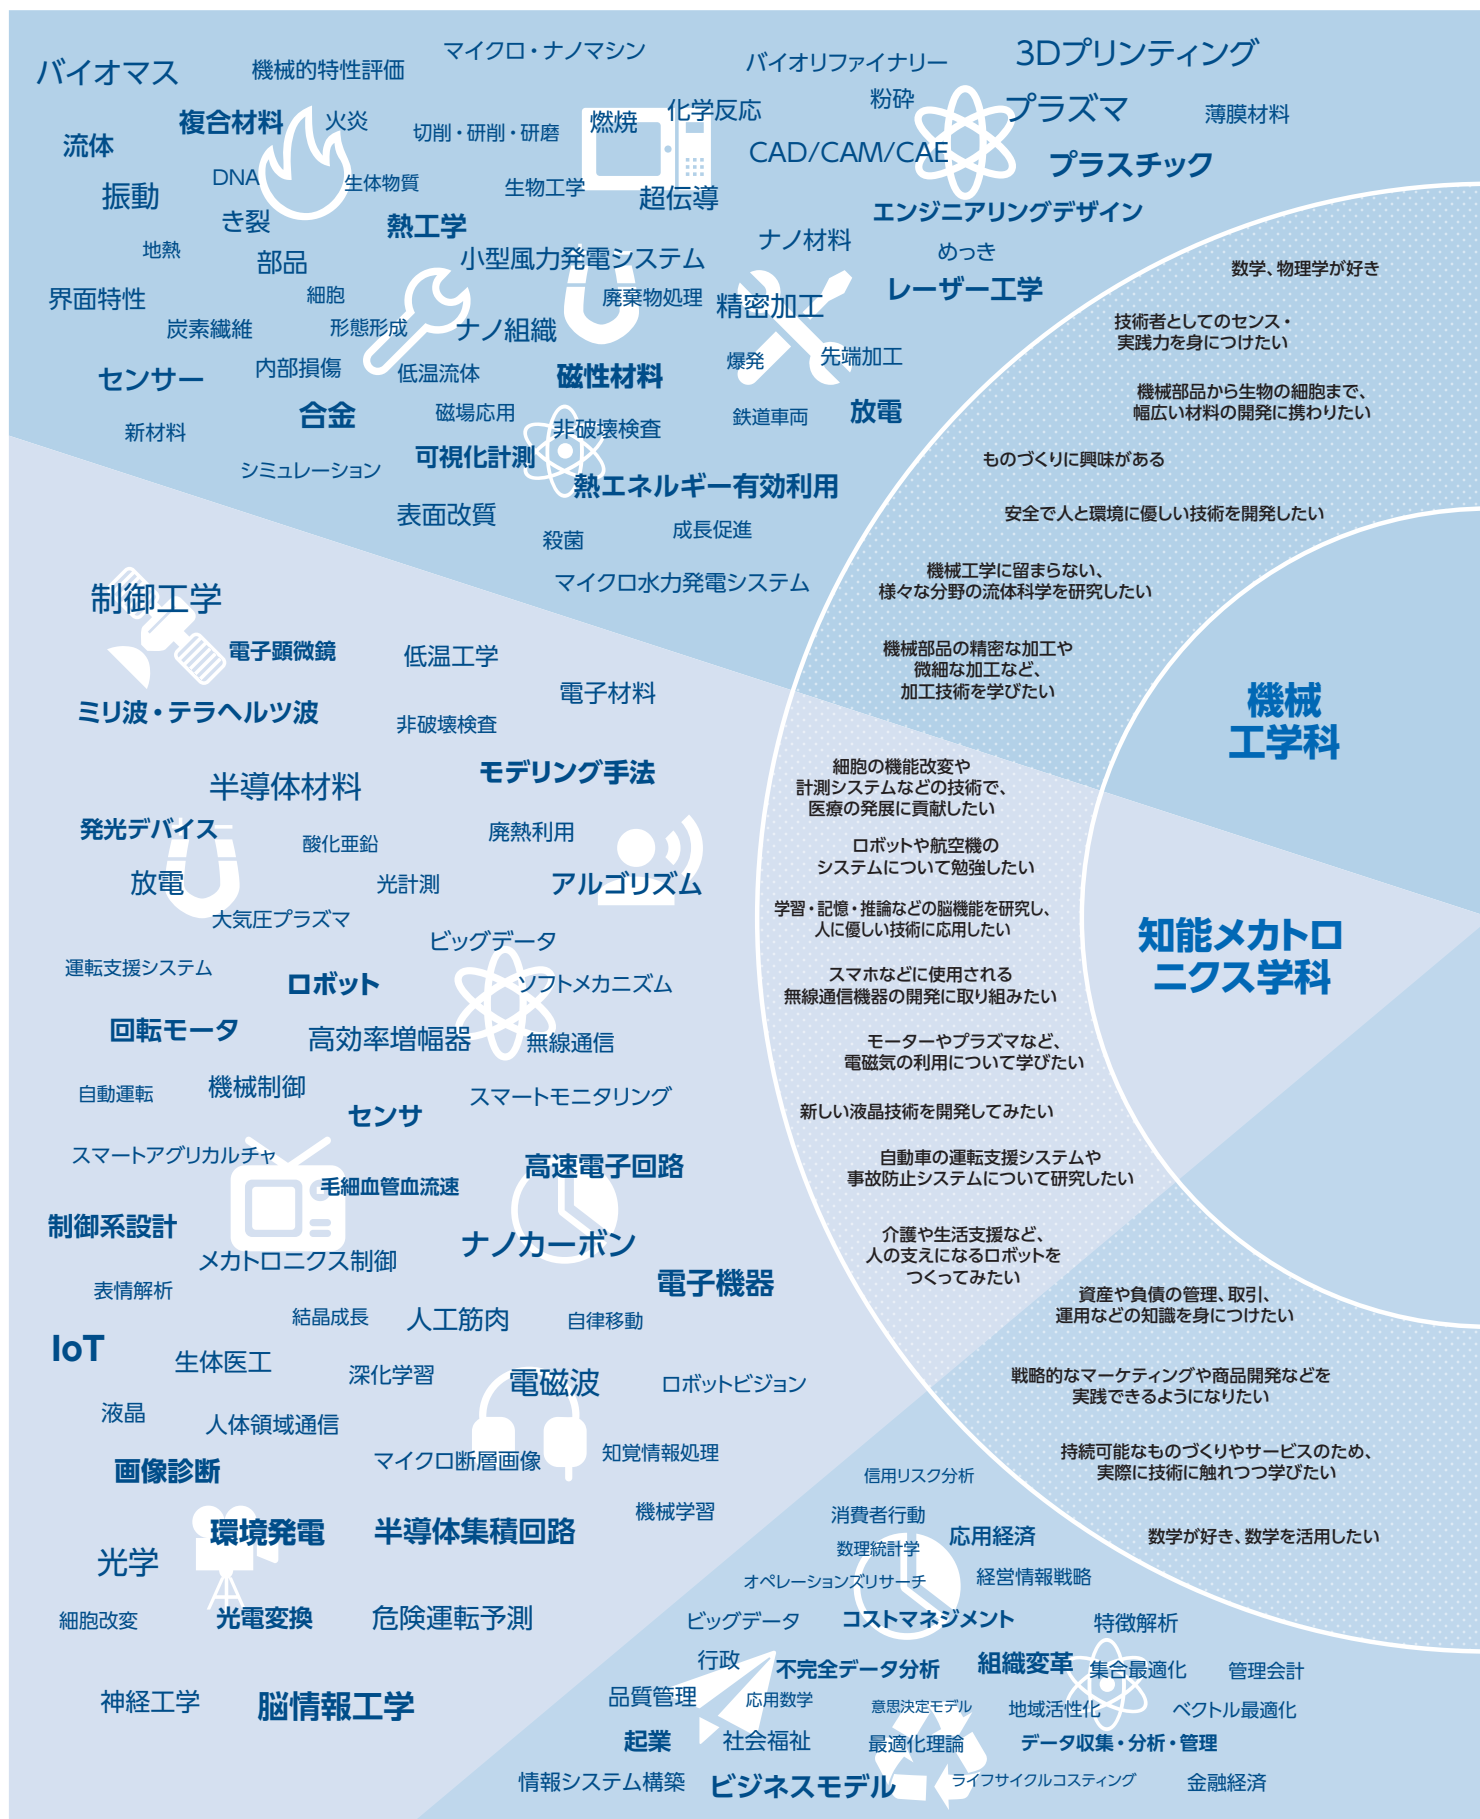 バイオマス
機械的特性評価
マイクロ・ナノマシン
バイオリファイナリー
3Dプリンティング
複合材料
火炎
切削・研削・研磨
燃焼
化学反応
粉砕
プラズマ
薄膜材料
流体
CAD/CAM/CAE
プラスチック
DNA
生体物質
生物工学
超伝導
振動
き裂
熱工学
エンジニアリングデザイン
地熱
部品
小型風力発電システム
ナノ材料
めっき
界面特性
細胞
廃棄物処理
精密加工
レーザー工学
炭素繊維
形態形成
ナノ組織
センサー
内部損傷
低温流体
磁性材料
爆発
先端加工
新材料
合金
磁場応用
非破壊検査
鉄道車両
放電
シミュレーション
可視化計測
熱エネルギー有効利用
表面改質
殺菌
成長促進
マイクロ水力発電システム
数学、物理学が好き
技術者としてのセンス・
実践力を身につけたい
機械部品から生物の細胞まで、
幅広い材料の開発に携わりたい
ものづくりに興味がある
安全で人と環境に優しい技術を開発したい
機械工学に留まらない、
様々な分野の流体科学を研究したい
機械部品の精密な加工や
微細な加工など、
加工技術を学びたい
機械
工学科
制御工学
電子顕微鏡
低温工学
電子材料
ミリ波・テラヘルツ波
非破壊検査
半導体材料
モデリング手法
発光デバイス
酸化亜鉛
廃熱利用
放電
光計測
アルゴリズム
大気圧プラズマ
ビッグデータ
運転支援システム
ロボット
ソフトメカニズム
回転モータ
高効率増幅器
無線通信
自動運転
機械制御
センサ
スマートモニタリング
スマートアグリカルチャ
毛細血管血流速
高速電子回路
制御系設計
メカトロニクス制御
ナノカーボン
表情解析
電子機器
結晶成長
人工筋肉
自律移動
IoT
生体医工
深化学習
電磁波
ロボットビジョン
液晶
人体領域通信
画像診断
マイクロ断層画像
知覚情報処理
環境発電
半導体集積回路
機械学習
光学
細胞改変
光電変換
危険運転予測
神経工学
脳情報工学
細胞の機能改変や
計測システムなどの技術で、
医療の発展に貢献したい
ロボットや航空機の
システムについて勉強したい
学習・記憶・推論などの脳機能を研究し、
人に優しい技術に応用したい
スマホなどに使用される
無線通信機器の開発に取り組みたい
モーターやプラズマなど、
電磁気の利用について学びたい
新しい液晶技術を開発してみたい
自動車の運転支援システムや
事故防止システムについて研究したい
介護や生活支援など、
人の支えになるロボットを
つくってみたい
知能メカトロ
ニクス学科
資産や負債の管理、取引、
運用などの知識を身につけたい
戦略的なマーケティングや商品開発などを
実践できるようになりたい
持続可能なものづくりやサービスのため、
実際に技術に触れつつ学びたい
数学が好き、数学を活用したい
信用リスク分析
消費者行動
数理統計学
応用経済
オペレーションズリサーチ
経営情報戦略
ビッグデータ
コストマネジメント
特徴解析
行政
不完全データ分析
組織変革
集合最適化
管理会計
品質管理
応用数学
意思決定モデル
地域活性化
ベクトル最適化
起業
社会福祉
最適化理論
データ収集・分析・管理
情報システム構築
ビジネスモデル
ライフサイクルコスティング
金融経済